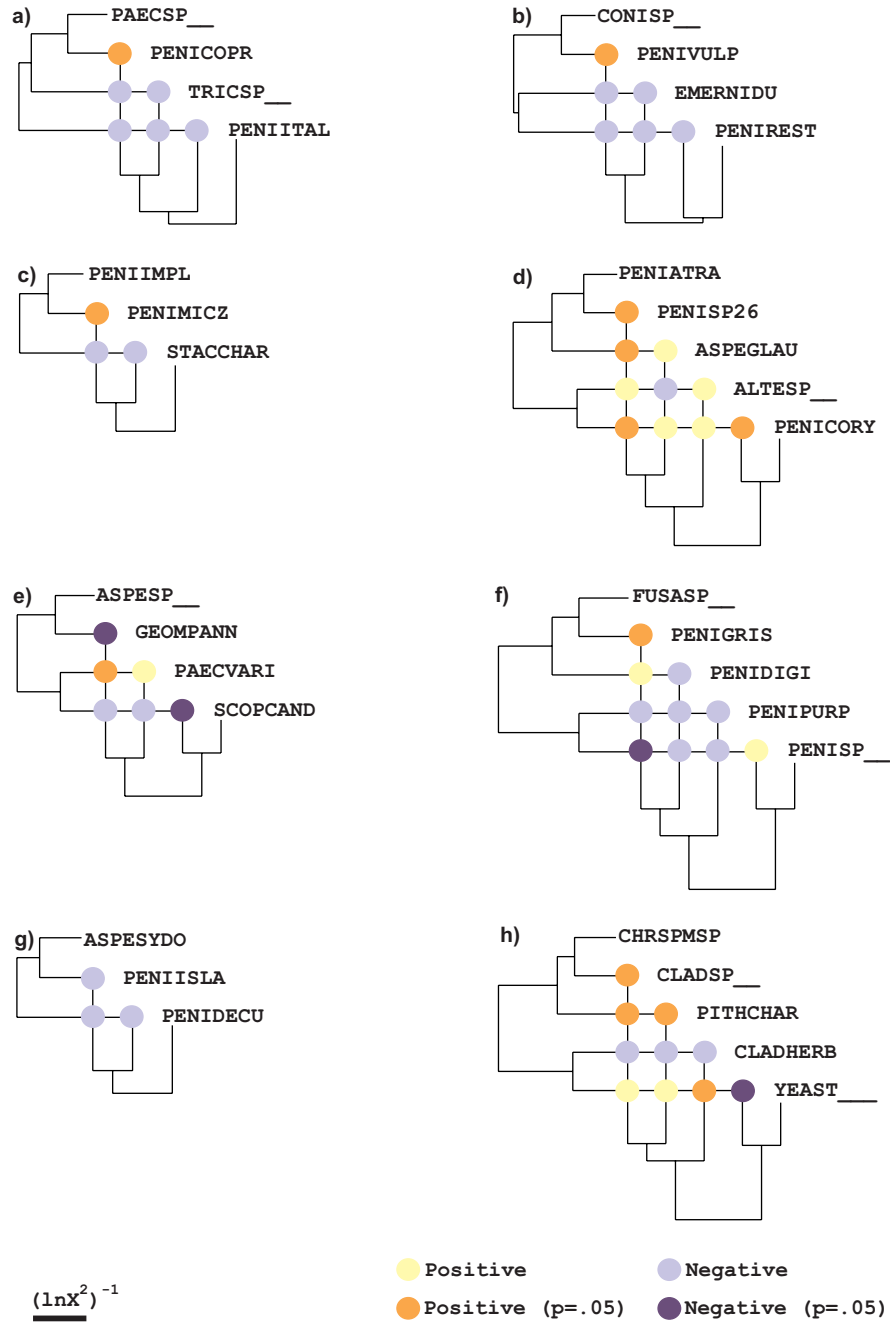 a)
PAECSP__
PENICOPR
TRICSP__
PENIITAL
b)
CONISP__
PENIVULP
EMERNIDU
PENIREST
c)
PENIIMPL
PENIMICZ
STACCHAR
d)
PENIATRA
PENISP26
ASPEGLAU
ALTESP__
PENICORY
e)
ASPESP__
GEOMPANN
PAECVARI
SCOPCAND
f)
FUSASP__
PENIGRIS
PENIDIGI
PENIPURP
PENISP__
g)
ASPESYDO
PENIISLA
PENIDECU
h)
CHRSPMSP
CLADSP__
PITHCHAR
CLADHERB
YEAST___
(lnX²)⁻¹
Positive
Negative
Positive (p=.05)
Negative (p=.05)